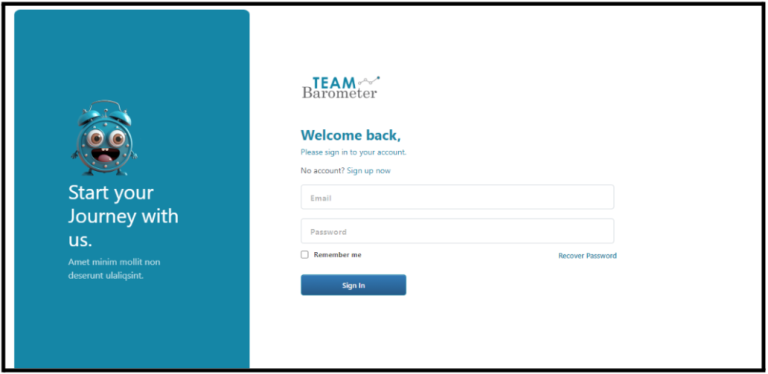 Start your
Journey with
us.
Amet minim mollit non
deserunt ulaliqsint.
TEAM
Barometer
Welcome back,
Please sign in to your account.
No account? Sign up now
Email
Password
Remember me
Recover Password
Sign In